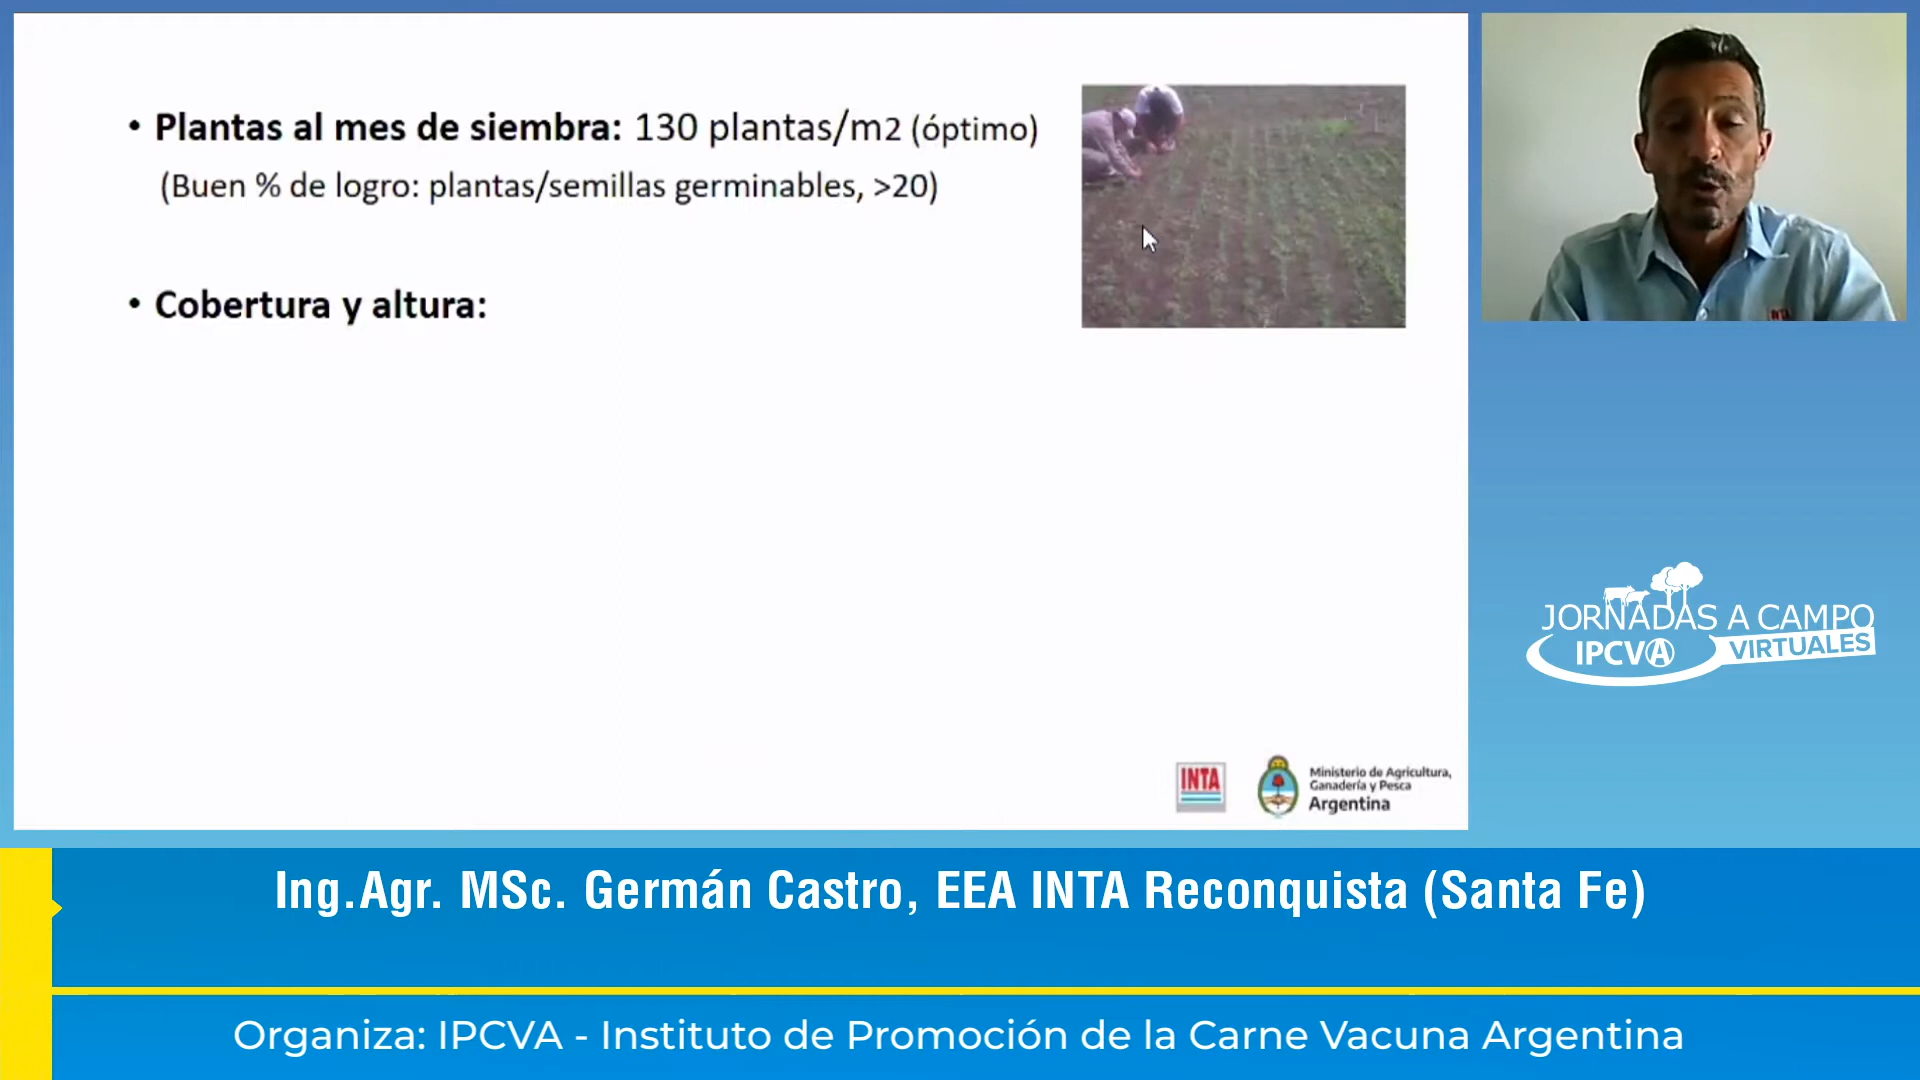 • Plantas al mes de siembra: 130 plantas/m2 (óptimo)
(Buen % de logro: plantas/semillas germinables, >20)
• Cobertura y altura:
INTA
Ministerio de Agricultura,
Ganadería y Pesca
Argentina
INTA
JORNADAS A CAMPO
IPCVA VIRTUALES
Ing.Agr. MSc. Germán Castro, EEA INTA Reconquista (Santa Fe)
Organiza: IPCVA - Instituto de Promoción de la Carne Vacuna Argentina